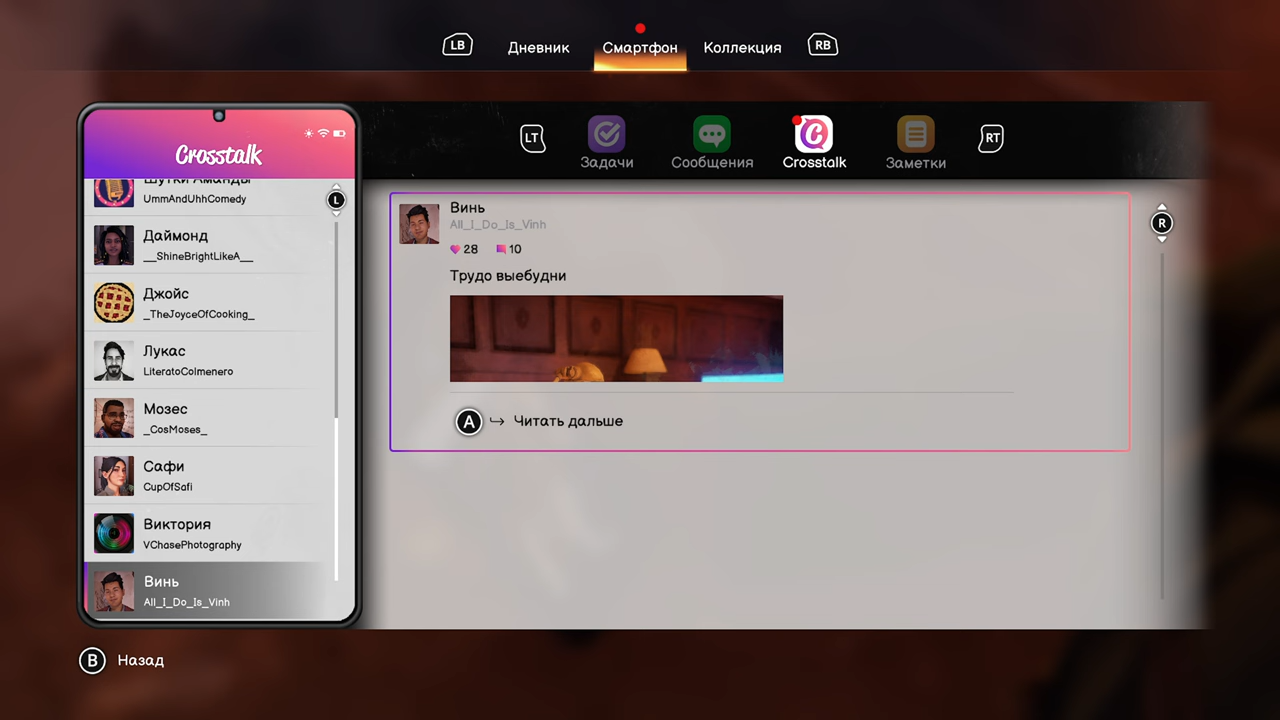 LB
Дневник
Смартфон
Коллекция
RB
Crosstalk
LT
Задачи
Сообщения
Crosstalk
Заметки
RT
Шутки Аманды
UmmAndUhhComedy
L
Даймонд
__ShineBrightLikeA__
Джойс
_TheJoyceOfCooking_
Лукас
LiteratoColmenero
Мозес
_CosMoses_
Сафи
CupOfSafi
Виктория
VChasePhotography
Винь
All_I_Do_Is_Vinh
Винь
All_I_Do_Is_Vinh
28 10
Трудо выебудни
A Читать дальше
R
B Назад